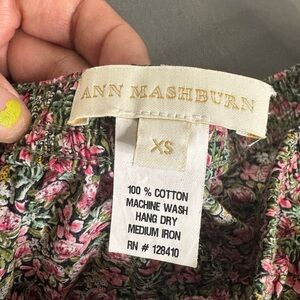 ANN MASHBURN
XS
100 % COTTON
MACHINE WASH
HANG DRY
MEDIUM IRON
RN # 128410